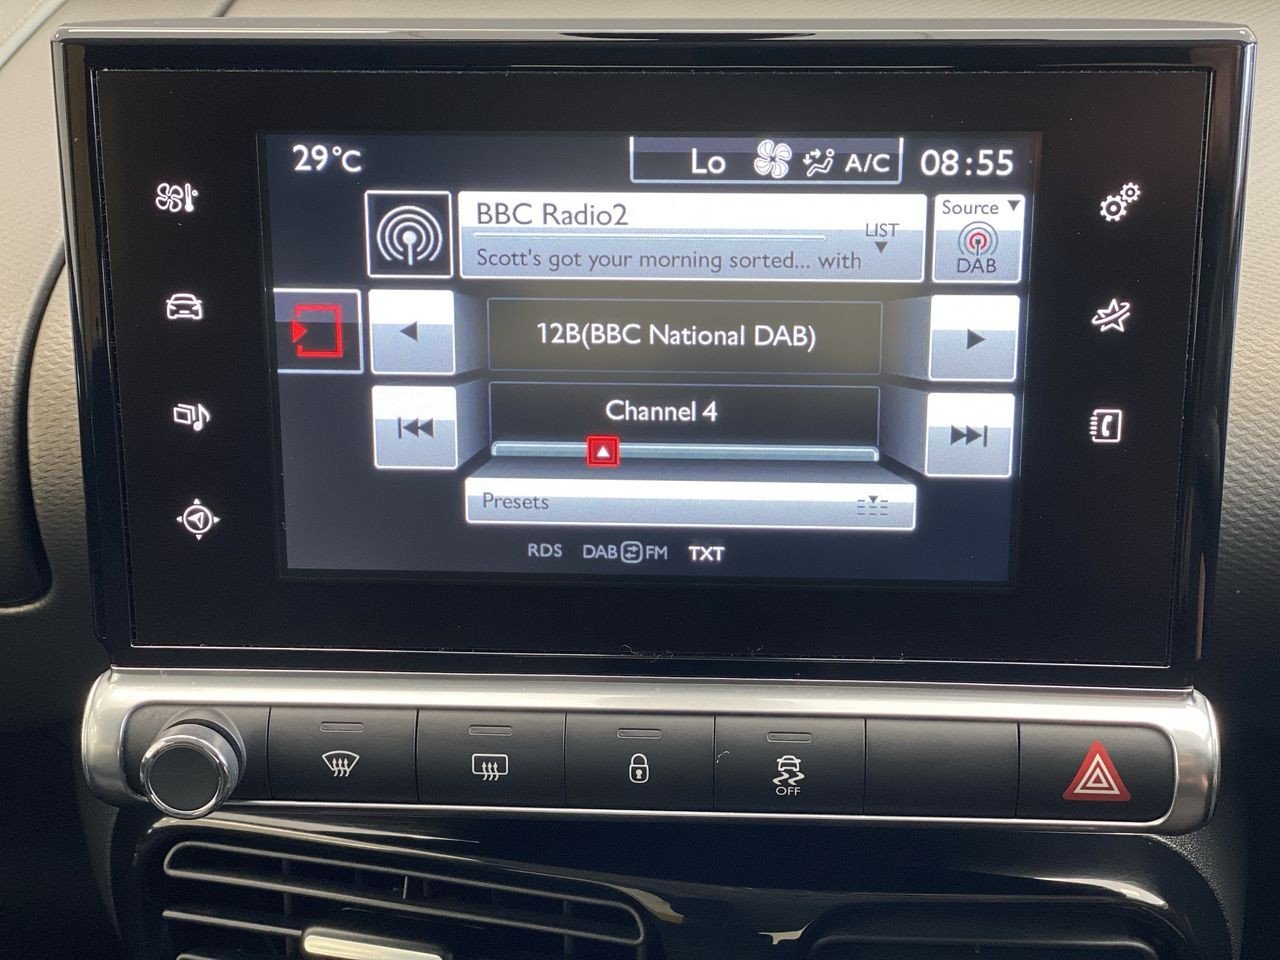 29°C
Lo
A/C
08:55
BBC Radio2
LIST
Scott's got your morning sorted... with
Source
DAB
12B(BBC National DAB)
Channel 4
Presets
RDS
DAB FM
TXT
OFF